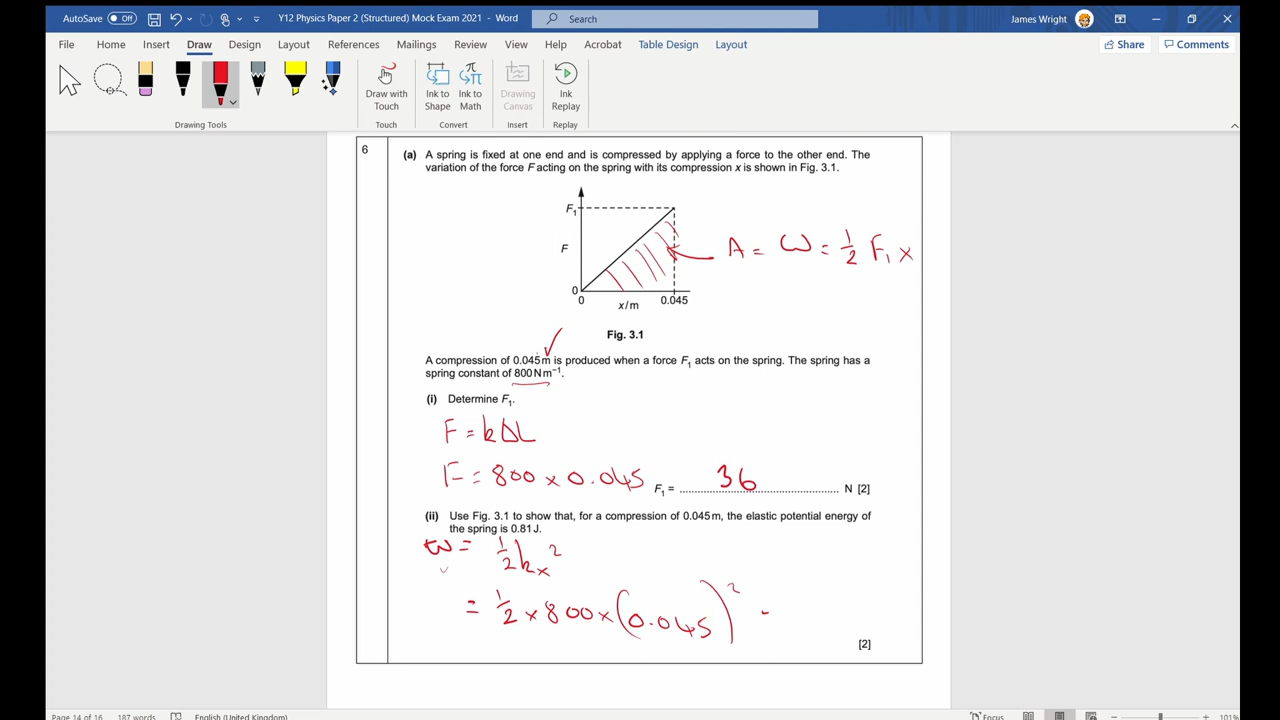 AutoSave Off Y12 Physics Paper 2 (Structured) Mock Exam 2021 - Word Search James Wright
File Home Insert Draw Design Layout References Mailings Review View Help Acrobat Table Design Layout Share Comments
Draw with Touch Ink to Shape Ink to Math Drawing Canvas Ink Replay
Drawing Tools Touch Convert Insert Replay
6 (a) A spring is fixed at one end and is compressed by applying a force to the other end. The
variation of the force F acting on the spring with its compression x is shown in Fig. 3.1.
F₁
F
A = W = ½ F₁ x
0
0 0.045
x/m
Fig. 3.1
A compression of 0.045 m ✓ is produced when a force F₁ acts on the spring. The spring has a
spring constant of 800 N m⁻¹.
(i) Determine F₁.
F = kΔL
F = 800 × 0.045
F₁ = 36 N [2]
(ii) Use Fig. 3.1 to show that, for a compression of 0.045 m, the elastic potential energy of
the spring is 0.81 J.
W = ½ k x²
= ½ × 800 × (0.045)²
[2]
Page 14 of 16 187 words English (United Kingdom) Focus 101%